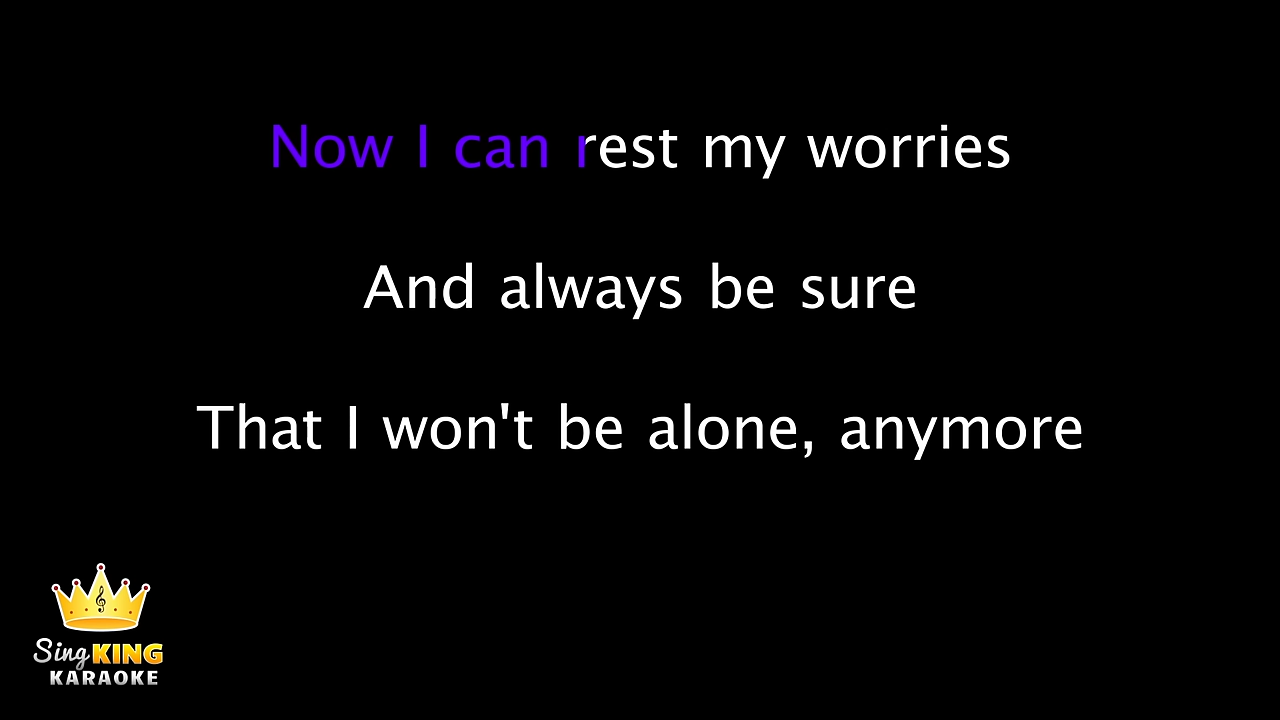 Now I can rest my worries
And always be sure
That I won't be alone, anymore
Sing KING
KARAOKE